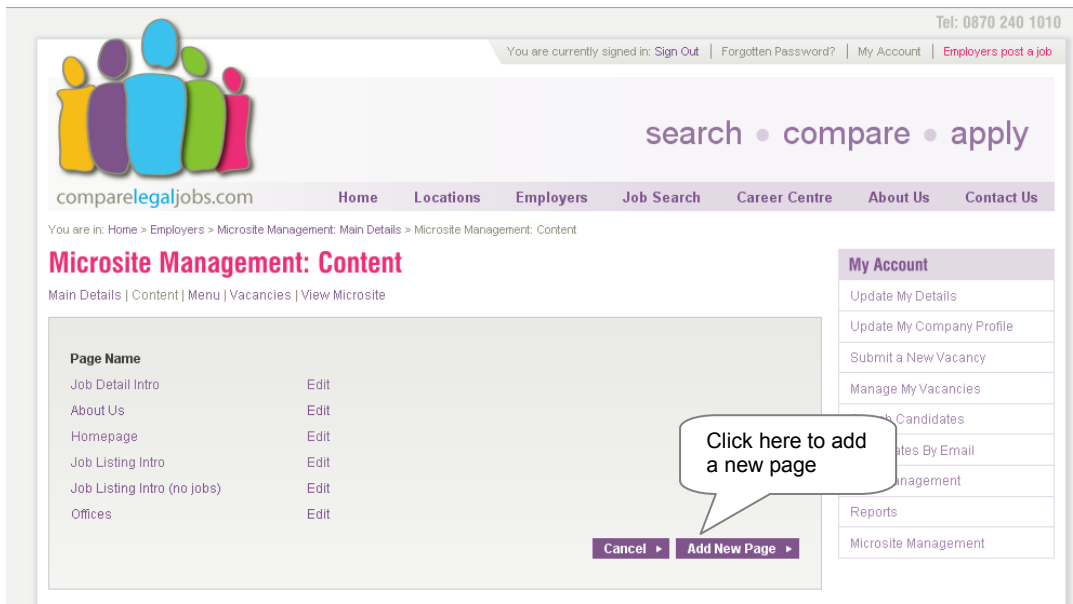 Tel: 0870 240 1010
You are currently signed in: Sign Out | Forgotten Password? | My Account | Employers post a job
search • compare • apply
comparelegaljobs.com
Home Locations Employers Job Search Career Centre About Us Contact Us
You are in: Home > Employers > Microsite Management: Main Details > Microsite Management: Content
Microsite Management: Content
Main Details | Content | Menu | Vacancies | View Microsite
Page Name
Job Detail Intro Edit
About Us Edit
Homepage Edit
Job Listing Intro Edit
Job Listing Intro (no jobs) Edit
Offices Edit
Click here to add
a new page
Cancel Add New Page
My Account
Update My Details
Update My Company Profile
Submit a New Vacancy
Manage My Vacancies
Candidates
By Email
Reports
Microsite Management